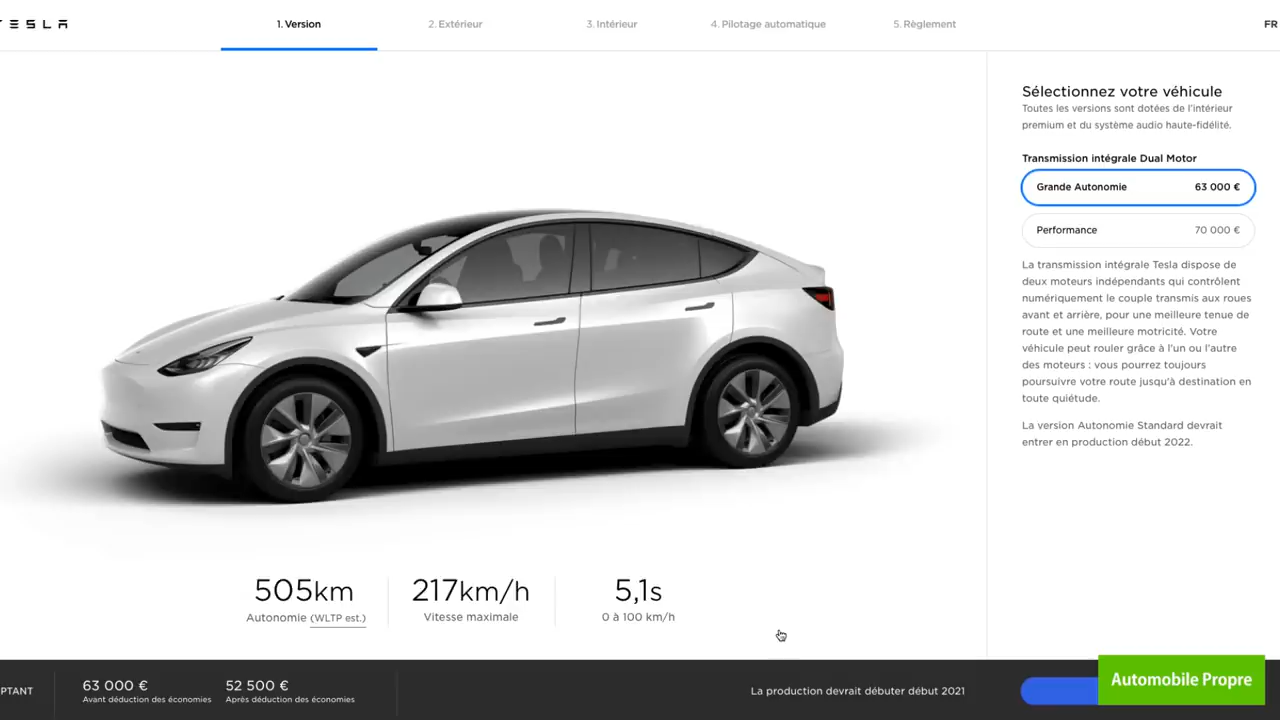 TESLA
1. Version
2. Extérieur
3. Intérieur
4. Pilotage automatique
5. Règlement
FR
Sélectionnez votre véhicule
Toutes les versions sont dotées de l'intérieur
premium et du système audio haute-fidélité.
Transmission intégrale Dual Motor
Grande Autonomie 63 000 €
Performance 70 000 €
La transmission intégrale Tesla dispose de
deux moteurs indépendants qui contrôlent
numériquement le couple transmis aux roues
avant et arrière, pour une meilleure tenue de
route et une meilleure motricité. Votre
véhicule peut rouler grâce à l'un ou l'autre
des moteurs : vous pourrez toujours
poursuivre votre route jusqu'à destination en
toute quiétude.
La version Autonomie Standard devrait
entrer en production début 2022.
505km
Autonomie (WLTP est.)
217km/h
Vitesse maximale
5,1s
0 à 100 km/h
PTANT
63 000 €
Avant déduction des économies
52 500 €
Après déduction des économies
La production devrait débuter début 2021
Automobile Propre